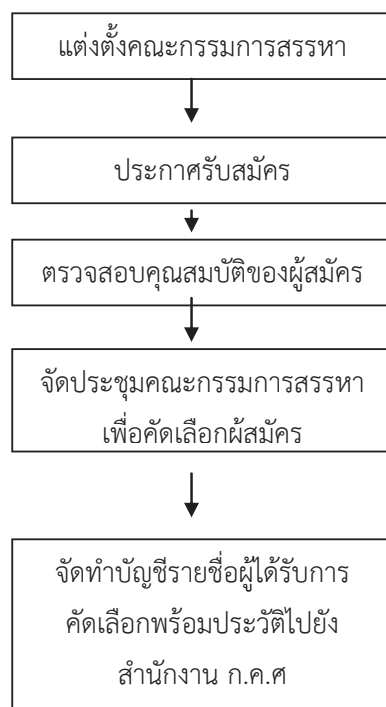 แต่งตั้งคณะกรรมการสรรหา
ประกาศรับสมัคร
ตรวจสอบคุณสมบัติของผู้สมัคร
จัดประชุมคณะกรรมการสรรหา
เพื่อคัดเลือกผ้สมัคร
จัดทำบัญชีรายชื่อผู้ได้รับการ
คัดเลือกพร้อมประวัติไปยัง
สำนักงาน ก.ค.ศ